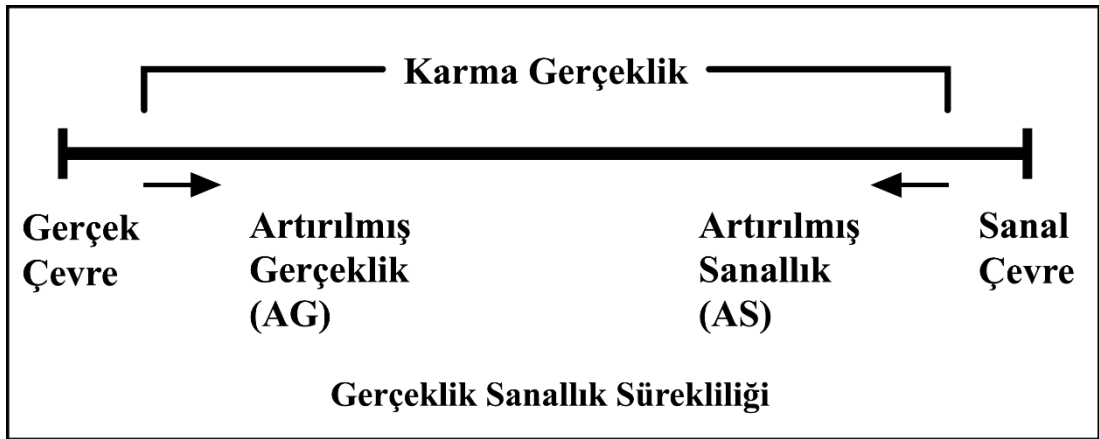 Karma Gerçeklik
Gerçek
Çevre
Artırılmış
Gerçeklik
(AG)
Artırılmış
Sanallık
(AS)
Sanal
Çevre
Gerçeklik Sanallık Sürekliliği